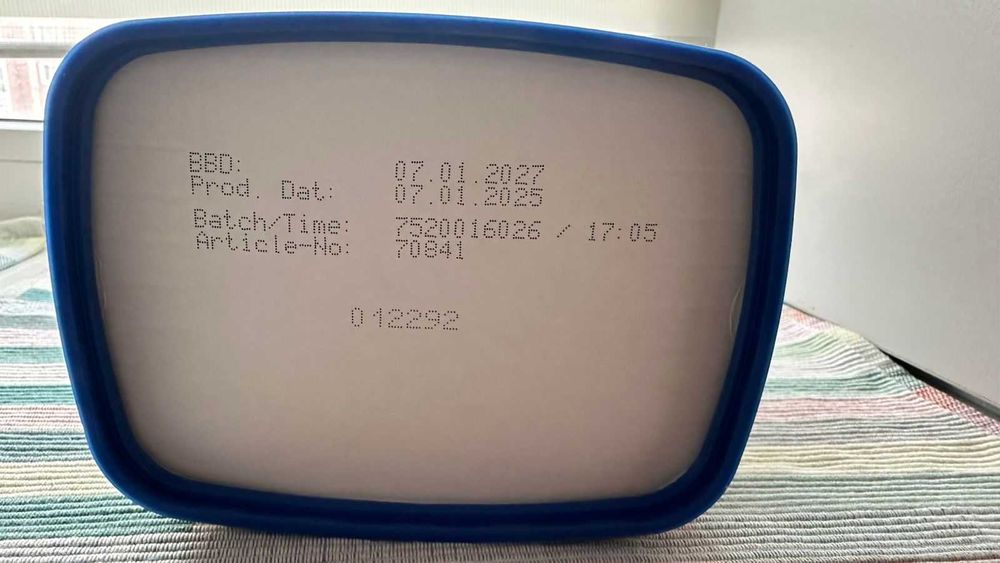 BBD: 07.01.2027
Prod. Dat: 07.01.2025
Batch/Time: 7520016026 / 17:05
Article-No: 70841
012292